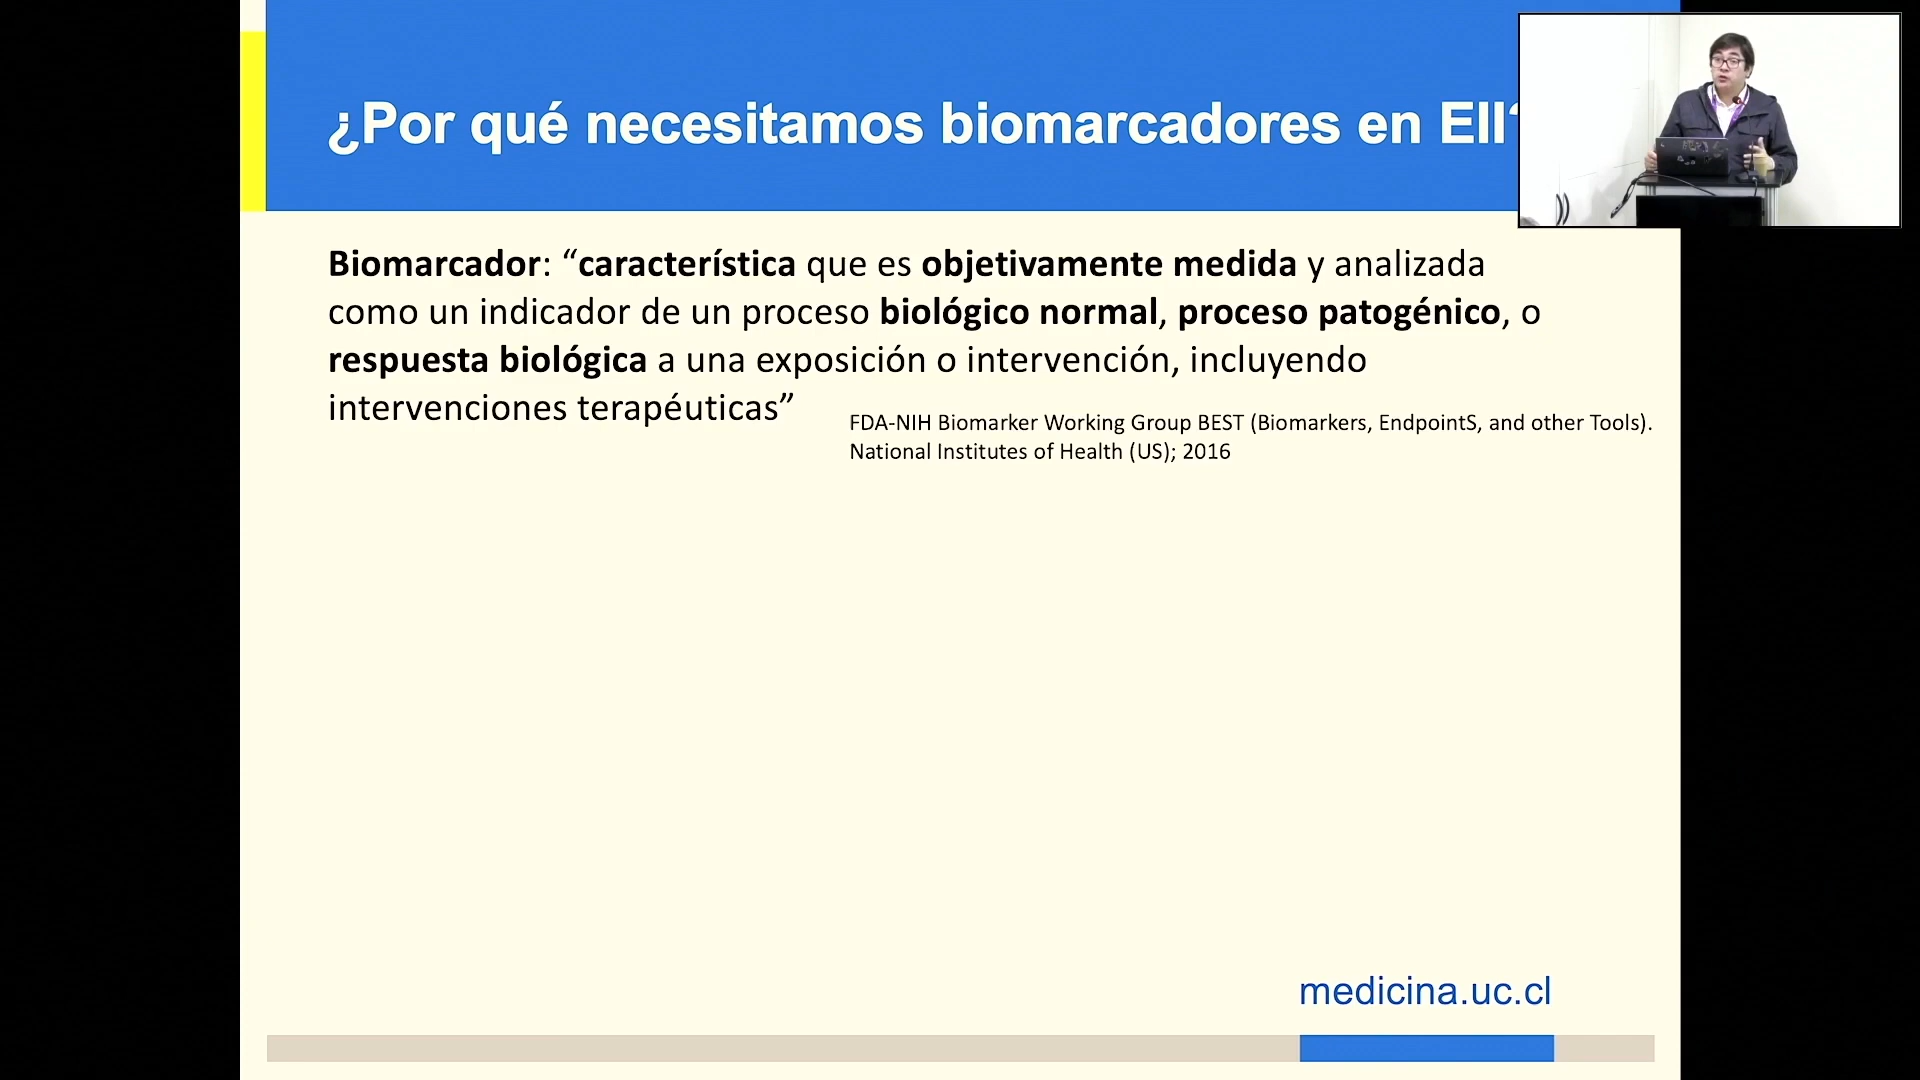 ¿Por qué necesitamos biomarcadores en EII?
Biomarcador: “característica que es objetivamente medida y analizada
como un indicador de un proceso biológico normal, proceso patogénico, o
respuesta biológica a una exposición o intervención, incluyendo
intervenciones terapéuticas”
FDA-NIH Biomarker Working Group BEST (Biomarkers, EndpointS, and other Tools).
National Institutes of Health (US); 2016
medicina.uc.cl